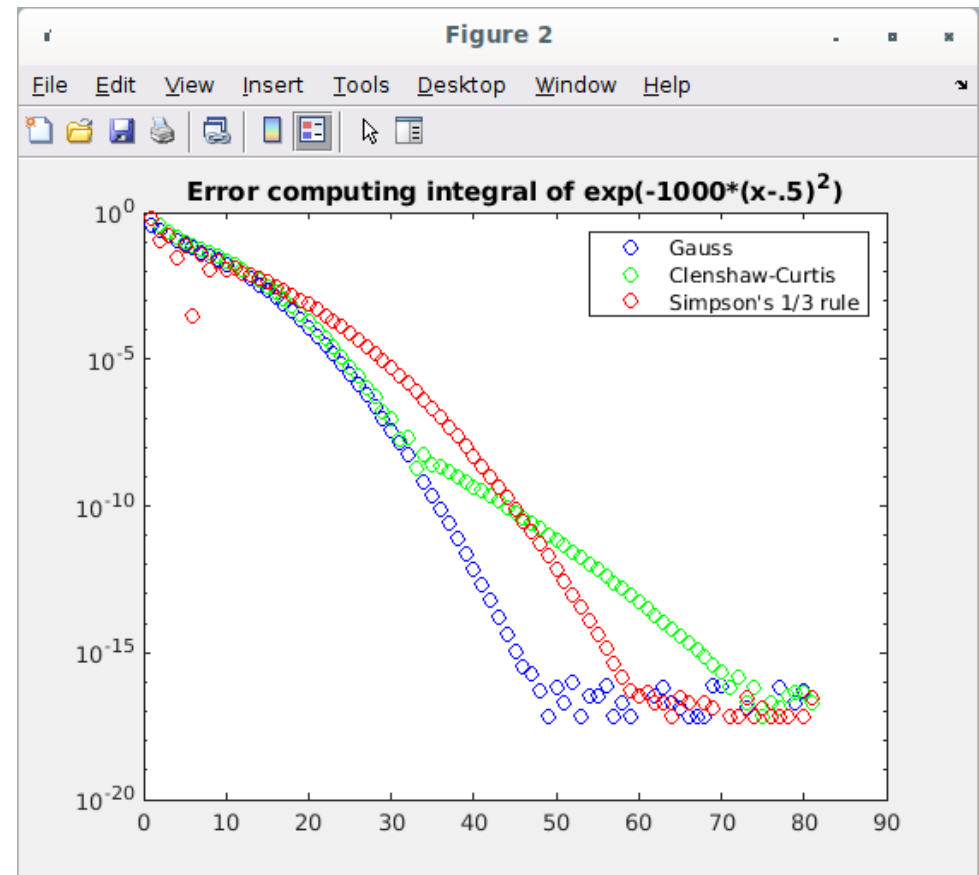 Figure 2
File Edit View Insert Tools Desktop Window Help
Error computing integral of exp(-1000*(x-.5)²)
10⁰
Gauss
Clenshaw-Curtis
Simpson's 1/3 rule
10⁻⁵
10⁻¹⁰
10⁻¹⁵
10⁻²⁰
0 10 20 30 40 50 60 70 80 90